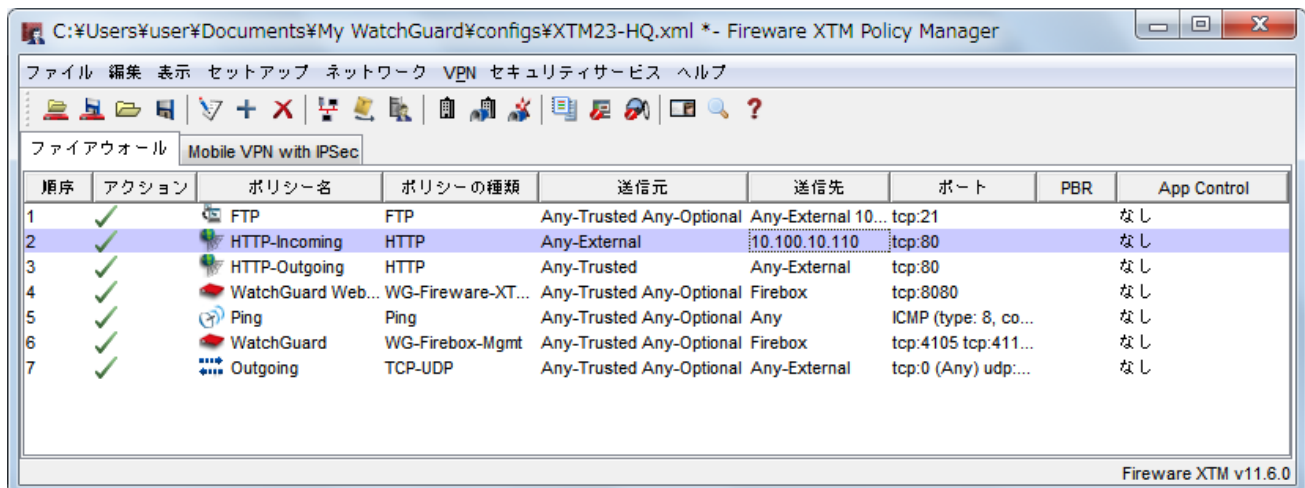 C:¥Users¥user¥Documents¥My WatchGuard¥configs¥XTM23-HQ.xml *- Fireware XTM Policy Manager
ファイル 編集 表示 セットアップ ネットワーク VPN セキュリティサービス ヘルプ
ファイアウォール Mobile VPN with IPSec
順序 アクション ポリシー名 ポリシーの種類 送信元 送信先 ポート PBR App Control
1 FTP FTP Any-Trusted Any-Optional Any-External 10... tcp:21 なし
2 HTTP-Incoming HTTP Any-External 10.100.10.110 tcp:80 なし
3 HTTP-Outgoing HTTP Any-Trusted Any-External tcp:80 なし
4 WatchGuard Web... WG-Fireware-XT... Any-Trusted Any-Optional Firebox tcp:8080 なし
5 Ping Ping Any-Trusted Any-Optional Any ICMP (type: 8, co... なし
6 WatchGuard WG-Firebox-Mgmt Any-Trusted Any-Optional Firebox tcp:4105 tcp:411... なし
7 Outgoing TCP-UDP Any-Trusted Any-Optional Any-External tcp:0 (Any) udp:... なし
Fireware XTM v11.6.0